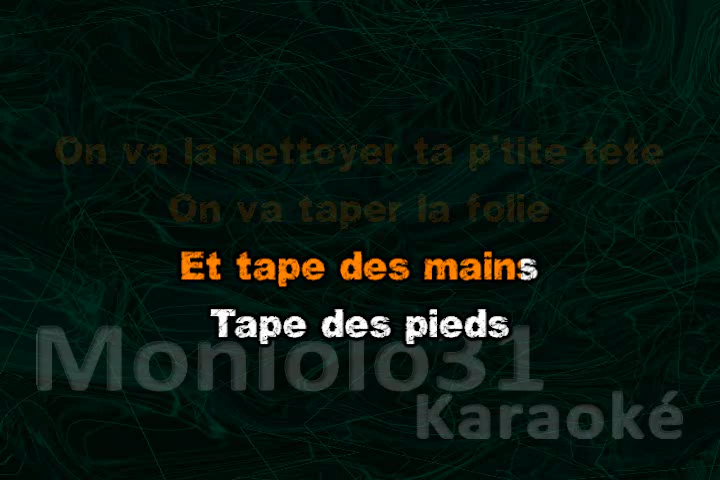 On va la nettoyer ta p'tite tete
On va taper la folie
Et tape des mains
Tape des pieds
Monlolo31
Karaoké